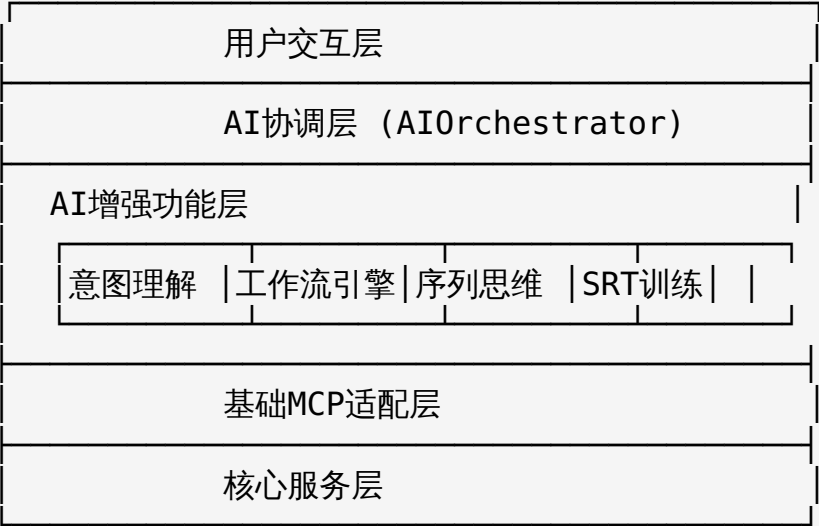 用户交互层
AI协调层 (AIOrchestrator)
AI增强功能层
意图理解 │工作流引擎│序列思维 │SRT训练│ │
基础MCP适配层
核心服务层